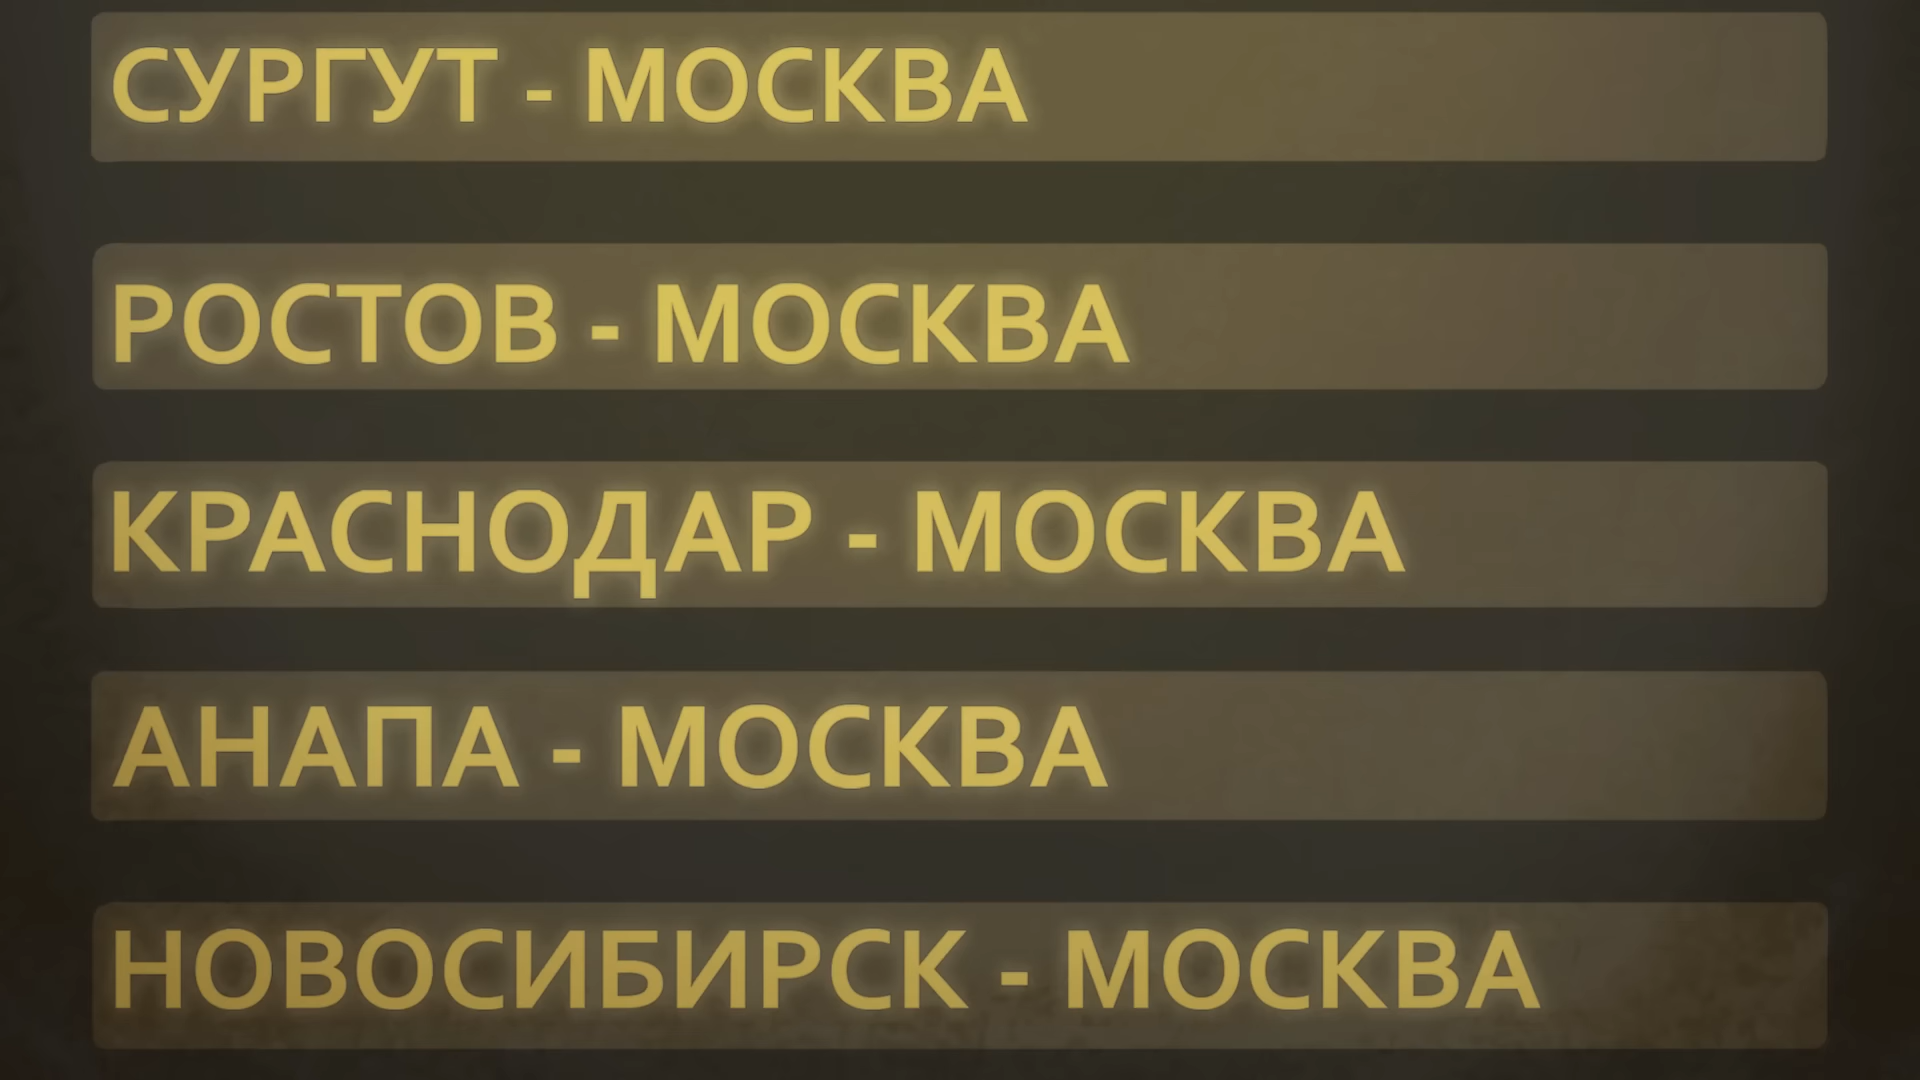 СУРГУТ - МОСКВА
РОСТОВ - МОСКВА
КРАСНОДАР - МОСКВА
АНАПА - МОСКВА
НОВОСИБИРСК - МОСКВА